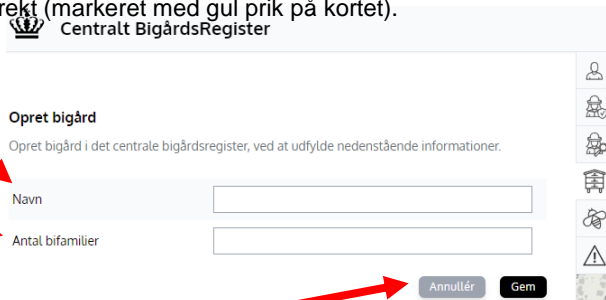 rekt (markeret med gul prik på kortet).
Centralt BigårdsRegister
Opret bigård
Opret bigård i det centrale bigårdsregister, ved at udfylde nedenstående informationer.
Navn
Antal bifamilier
Annullér Gem